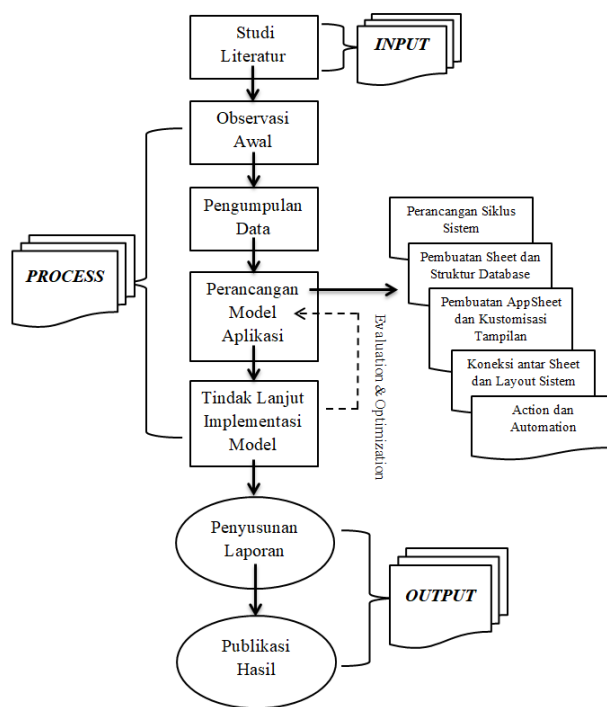 Studi
Literatur
INPUT
Observasi
Awal
Pengumpulan
Data
PROCESS
Perancangan
Model
Aplikasi
Perancangan Siklus
Sistem
Pembuatan Sheet dan
Struktur Database
Pembuatan AppSheet
dan Kustomisasi
Tampilan
Koneksi antar Sheet
dan Layout Sistem
Action dan
Automation
Evaluation & Optimization
Tindak Lanjut
Implementasi
Model
Penyusunan
Laporan
OUTPUT
Publikasi
Hasil